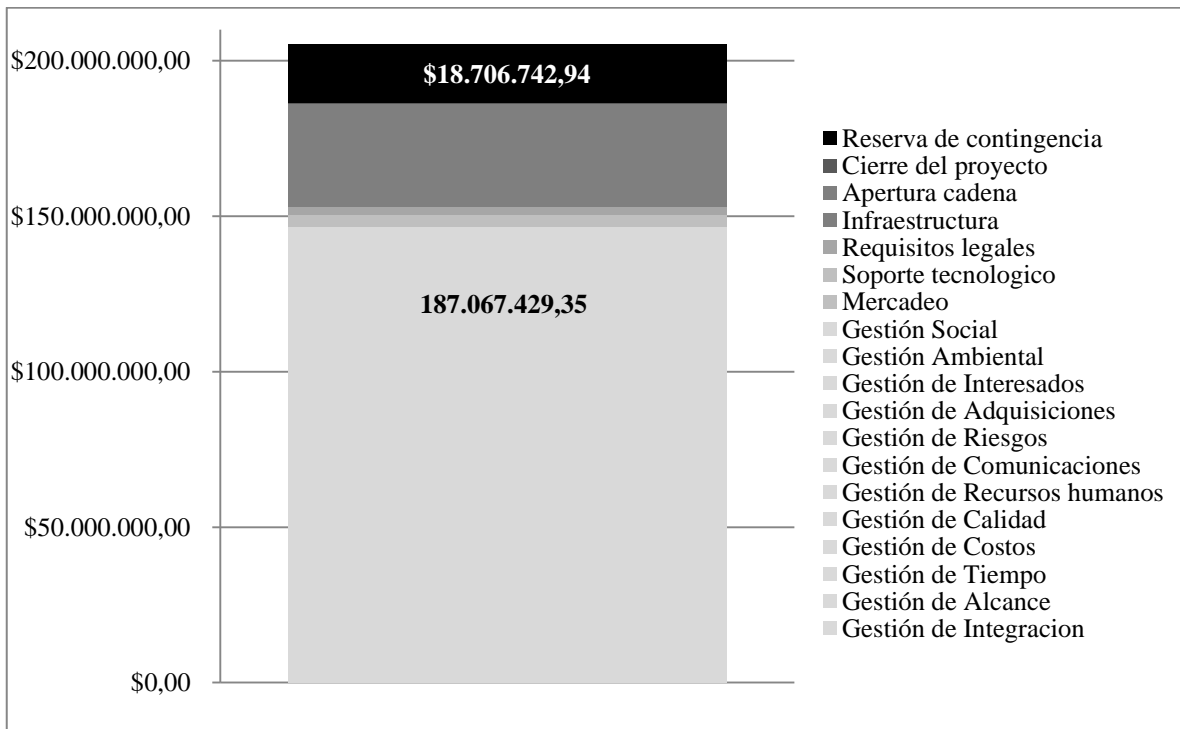 $200.000.000,00
$150.000.000,00
$100.000.000,00
$50.000.000,00
$0,00
$18.706.742,94
187.067.429,35
Reserva de contingencia
Cierre del proyecto
Apertura cadena
Infraestructura
Requisitos legales
Soporte tecnologico
Mercadeo
Gestión Social
Gestión Ambiental
Gestión de Interesados
Gestión de Adquisiciones
Gestión de Riesgos
Gestión de Comunicaciones
Gestión de Recursos humanos
Gestión de Calidad
Gestión de Costos
Gestión de Tiempo
Gestión de Alcance
Gestión de Integracion